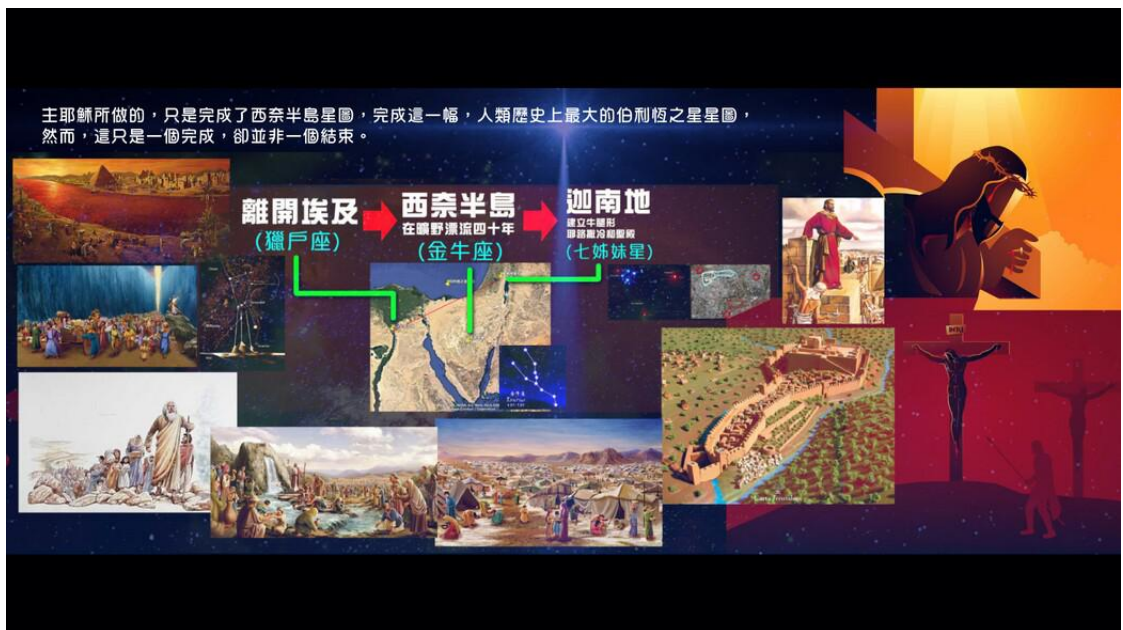 主耶穌所做的，只是完成了西奈半島星圖，完成這一幅，人類歷史上最大的伯利恆之星星圖，
然而，這只是一個完成，卻並非一個結束。
離開埃及
(獵戶座)
西奈半島
在曠野漂流四十年
(金牛座)
迦南地
建立牛腿形
耶路撒冷和聖殿
(七姊妹星)